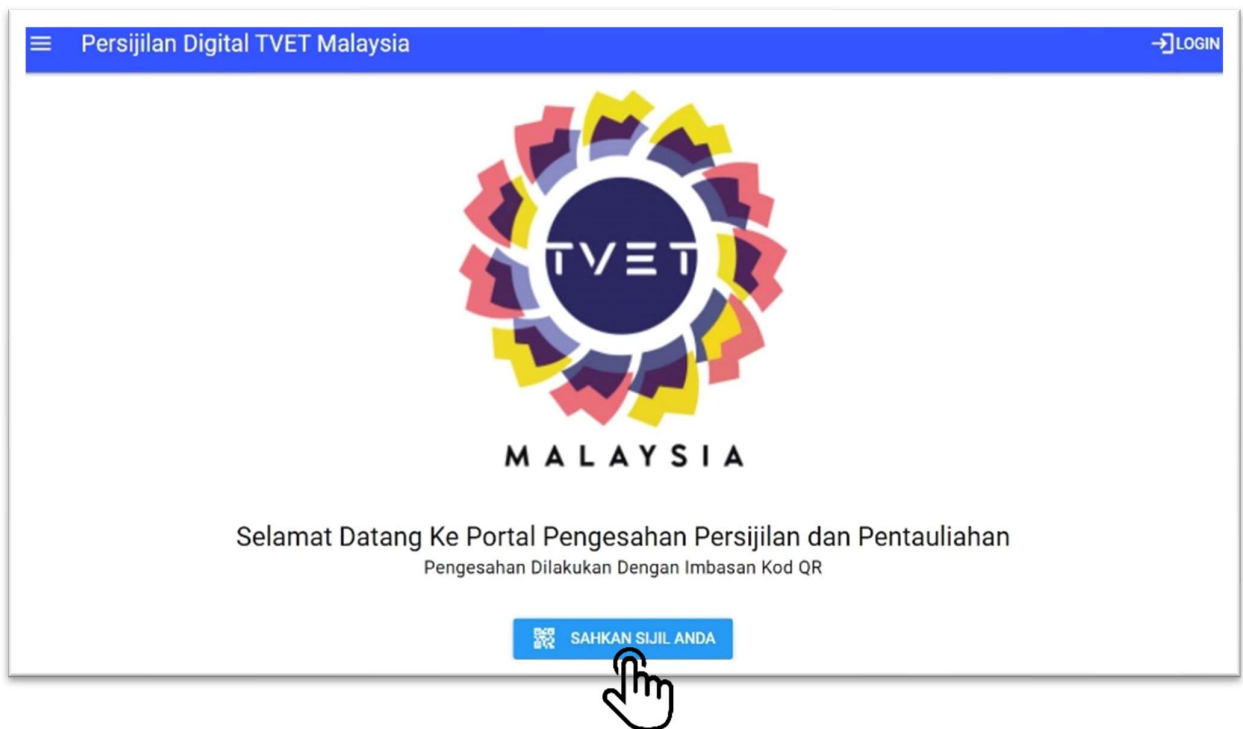 Persijilan Digital TVET Malaysia
LOGIN
TVET
MALAYSIA
Selamat Datang Ke Portal Pengesahan Persijilan dan Pentauliahan
Pengesahan Dilakukan Dengan Imbasan Kod QR
SAHKAN SIJIL ANDA